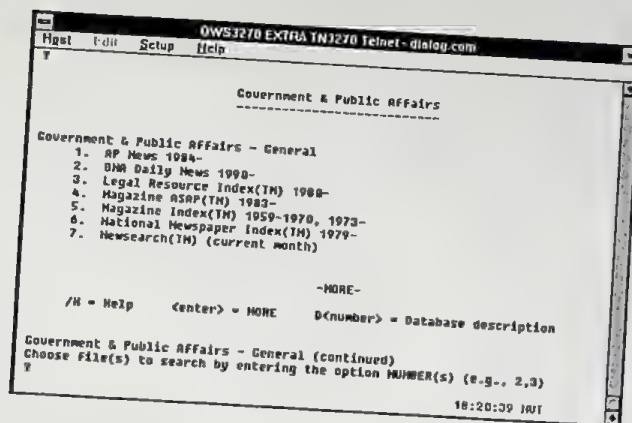 QWS3270 EXTRA TN3270 Telnet - dialog.com
Host Edit Setup Help
?
Government & Public Affairs
---------------------------
Government & Public Affairs - General
1. AP News 1984-
2. BNA Daily News 1990-
3. Legal Resource Index(TM) 1980-
4. Magazine ASAP(TM) 1983-
5. Magazine Index(TM) 1959-1970, 1973-
6. National Newspaper Index(TM) 1979-
7. Newsearch(TM) (current month)
-MORE-
/H = Help <enter> = MORE D<number> = Database description
Government & Public Affairs - General (continued)
Choose file(s) to search by entering the option NUMBER(s) (e.g., 2,3)
?
18:20:39 NUT